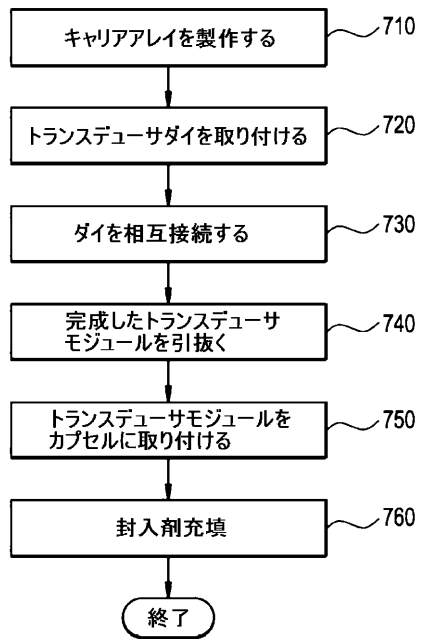 キャリアアレイを製作する
710
トランスデューサダイを取り付ける
720
ダイを相互接続する
730
完成したトランスデューサ
モジュールを引抜く
740
トランスデューサモジュールを
カプセルに取り付ける
750
封入剤充填
760
終了